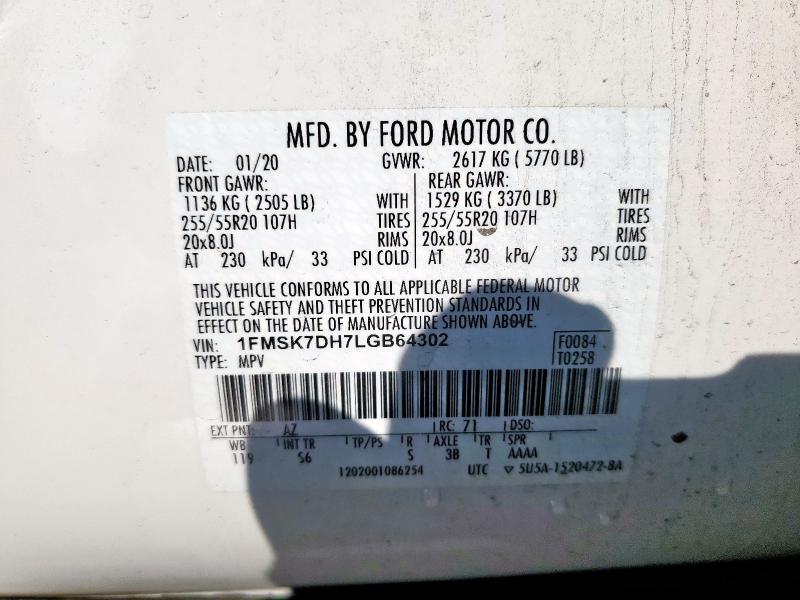 MFD. BY FORD MOTOR CO.
DATE: 01/20 GVWR: 2617 KG ( 5770 LB)
FRONT GAWR: REAR GAWR:
1136 KG ( 2505 LB) WITH 1529 KG ( 3370 LB) WITH
255/55R20 107H TIRES 255/55R20 107H TIRES
20x8.0J RIMS 20x8.0J RIMS
AT 230 kPa/ 33 PSI COLD AT 230 kPa/ 33 PSI COLD
THIS VEHICLE CONFORMS TO ALL APPLICABLE FEDERAL MOTOR
VEHICLE SAFETY AND THEFT PREVENTION STANDARDS IN
EFFECT ON THE DATE OF MANUFACTURE SHOWN ABOVE.
VIN: 1FMSK7DH7LGB64302 F0084
TYPE: MPV T0258
EXT PNT: AZ RC: 71 DSO:
WB INT TR TP/PS R AXLE TR SPR
119 S6 S 3B T AAAA
1202001086254 UTC ▽ 5U5A-1520472-BA